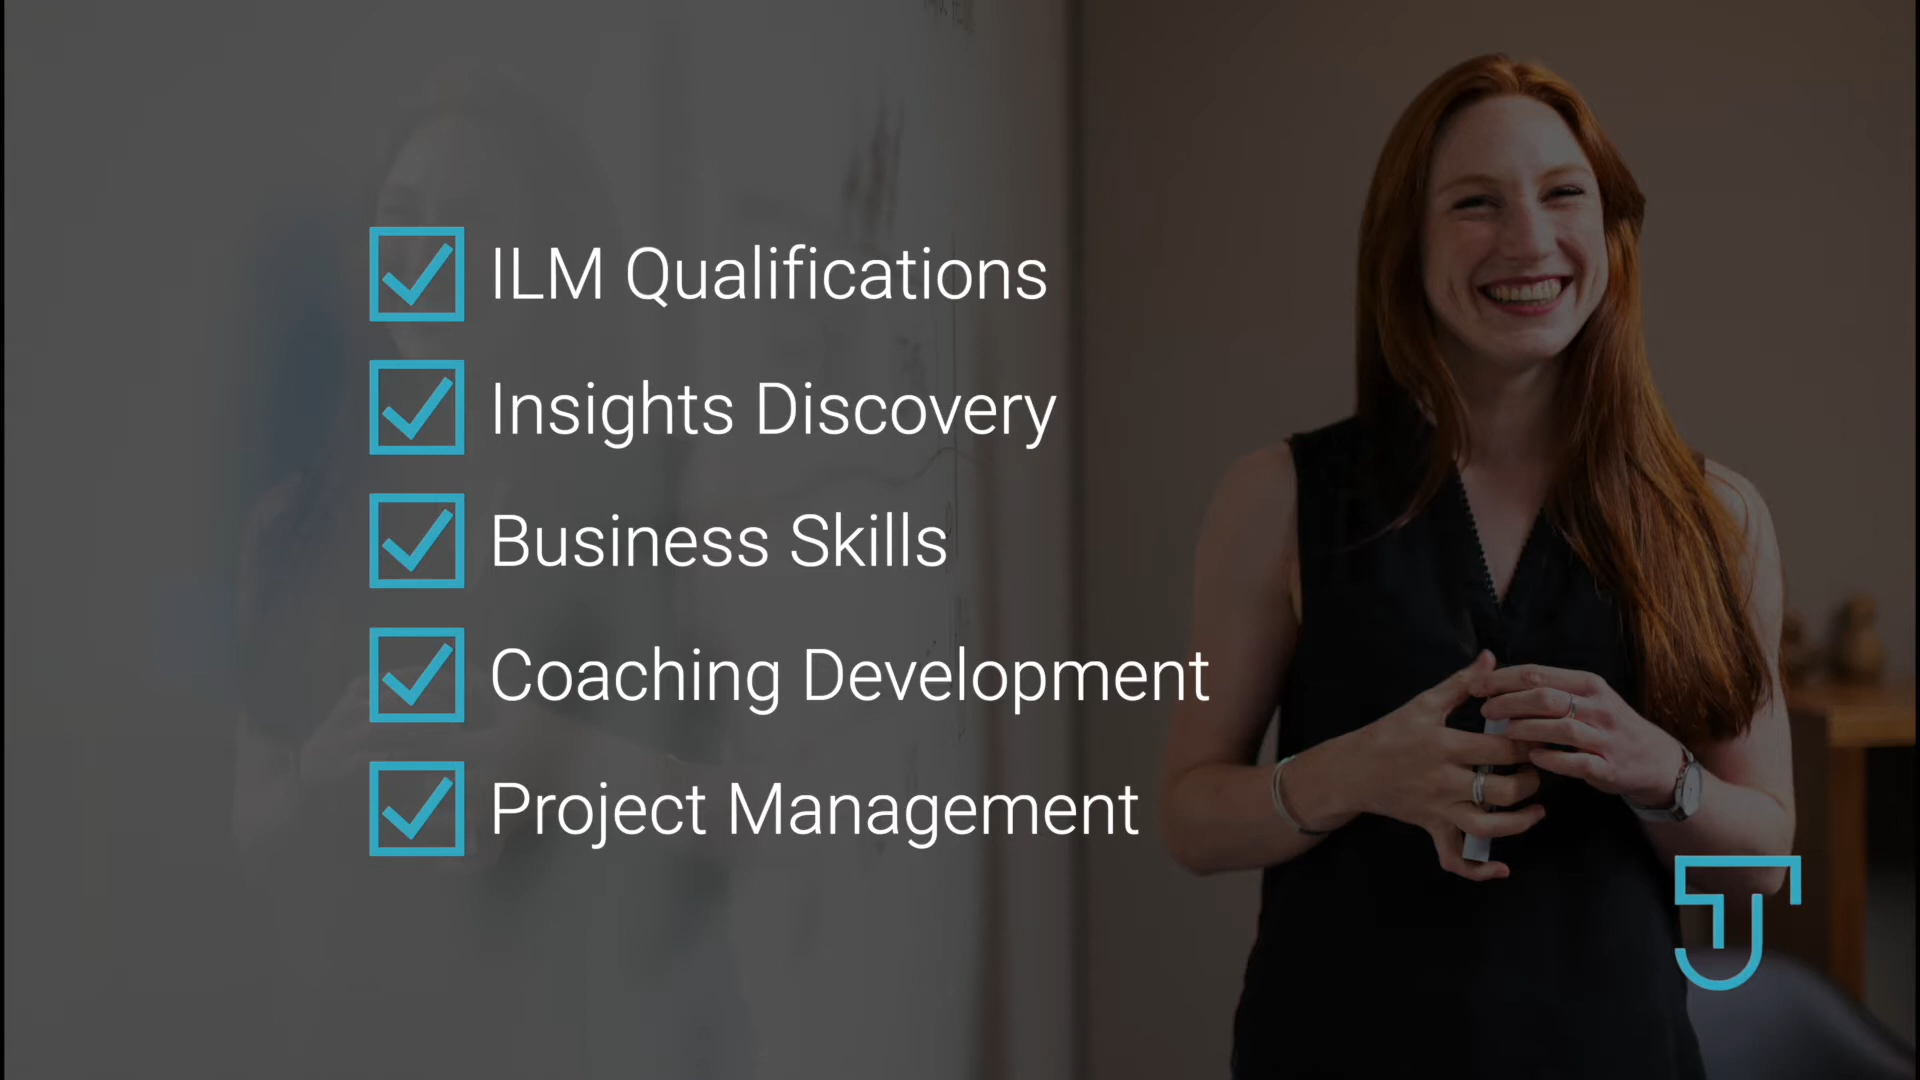 ILM Qualifications
Insights Discovery
Business Skills
Coaching Development
Project Management